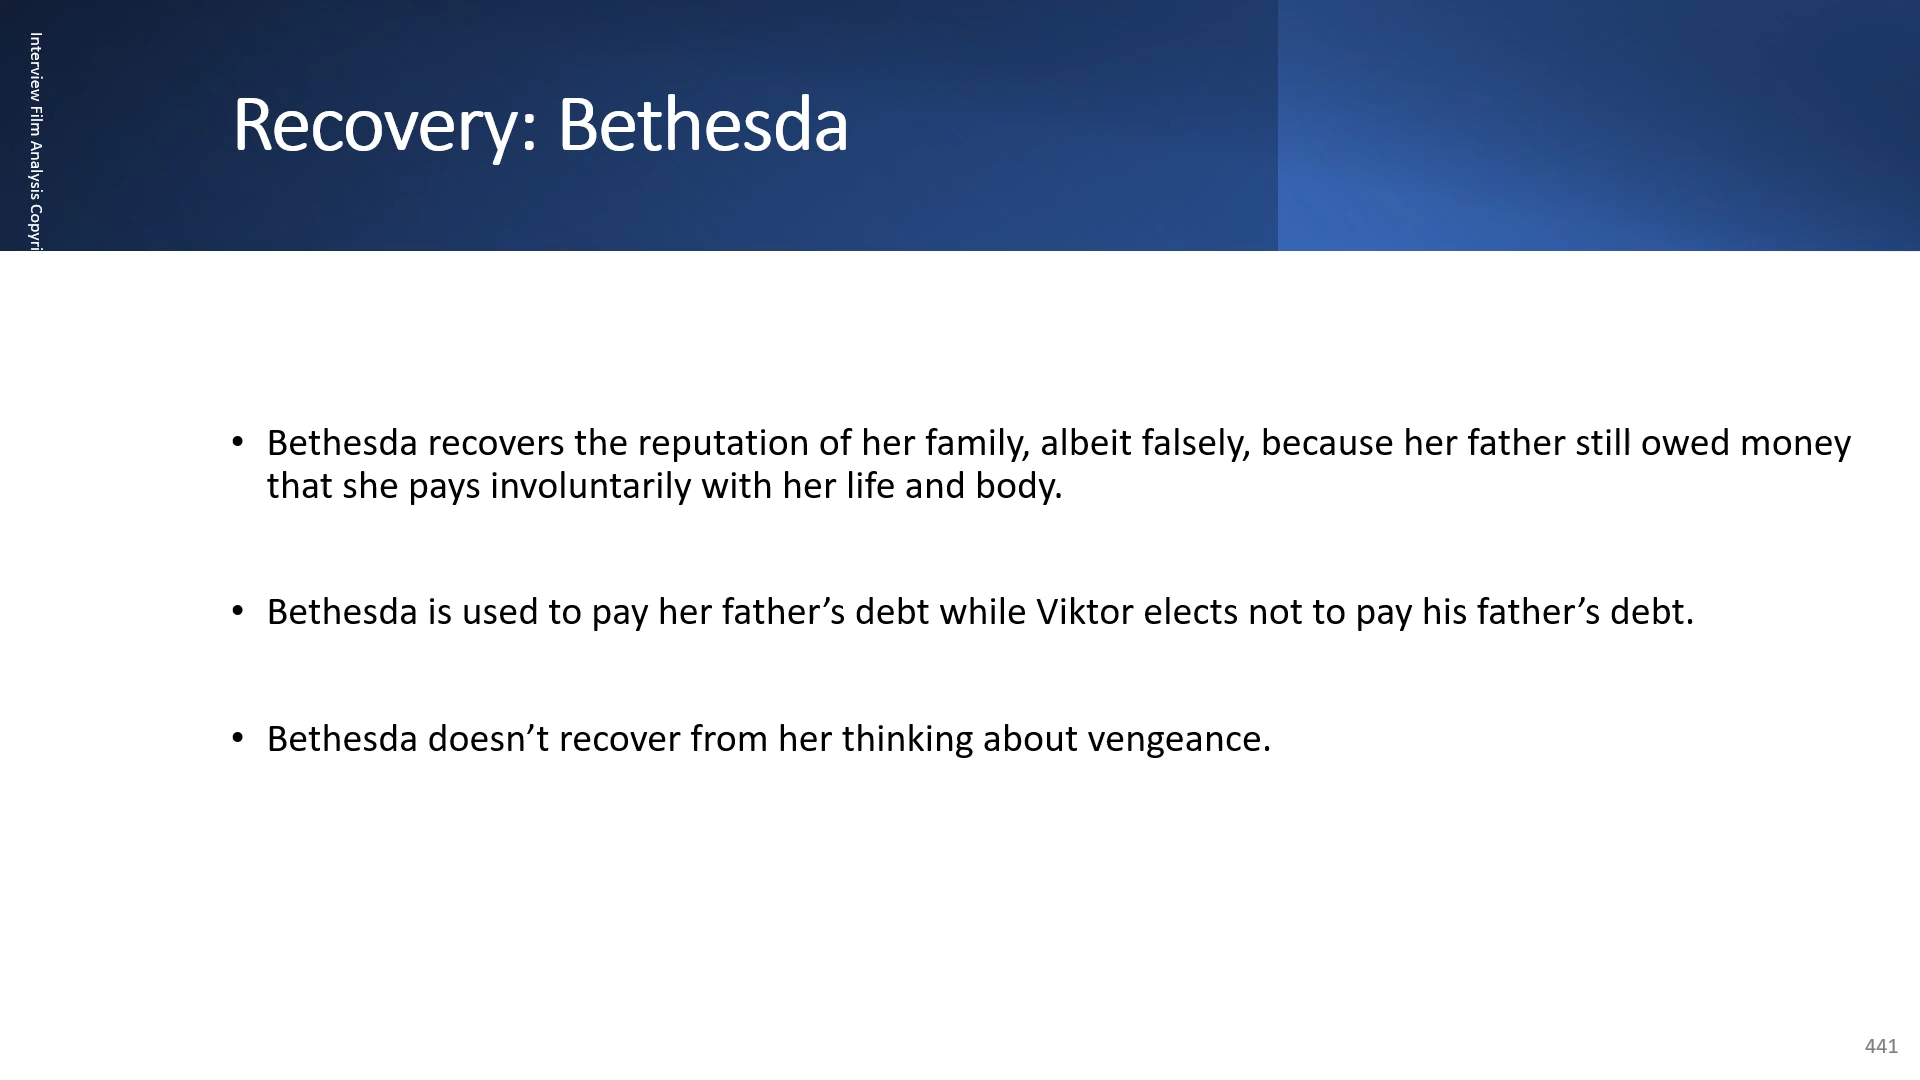 Interview Film Analysis Copyri
Recovery: Bethesda
• Bethesda recovers the reputation of her family, albeit falsely, because her father still owed money
that she pays involuntarily with her life and body.
• Bethesda is used to pay her father’s debt while Viktor elects not to pay his father’s debt.
• Bethesda doesn’t recover from her thinking about vengeance.
441